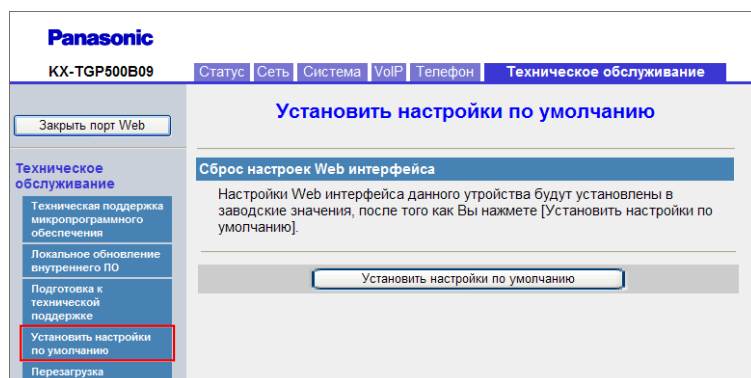 Panasonic
KX-TGP500B09
Статус Сеть Система VoIP Телефон Техническое обслуживание
Закрыть порт Web
Техническое
обслуживание
Техническая поддержка
микропрограммного
обеспечения
Локальное обновление
внутреннего ПО
Подготовка к
технической
поддержке
Установить настройки
по умолчанию
Перезагрузка
Установить настройки по умолчанию
Сброс настроек Web интерфейса
Настройки Web интерфейса данного утройства будут установлены в
заводские значения, после того как Вы нажмете [Установить настройки по
умолчанию].
Установить настройки по умолчанию